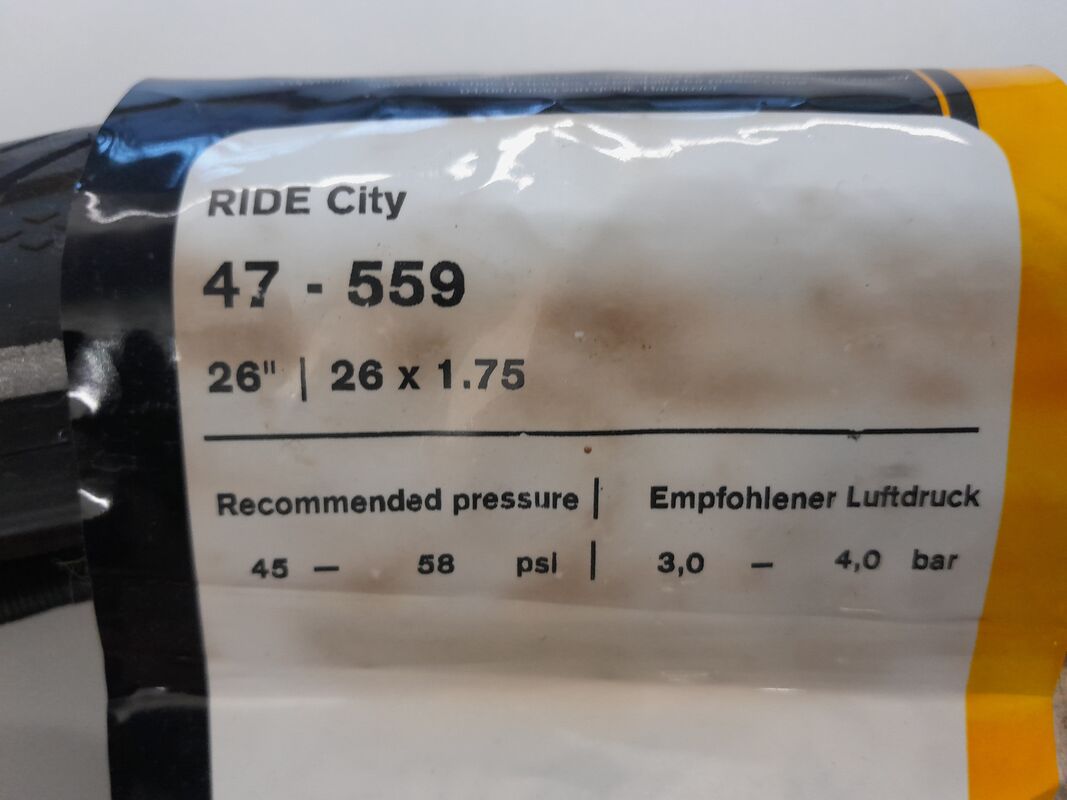 RIDE City
47 - 559
26" | 26 x 1.75
Recommended pressure | Empfohlener Luftdruck
45 — 58 psi | 3,0 — 4,0 bar